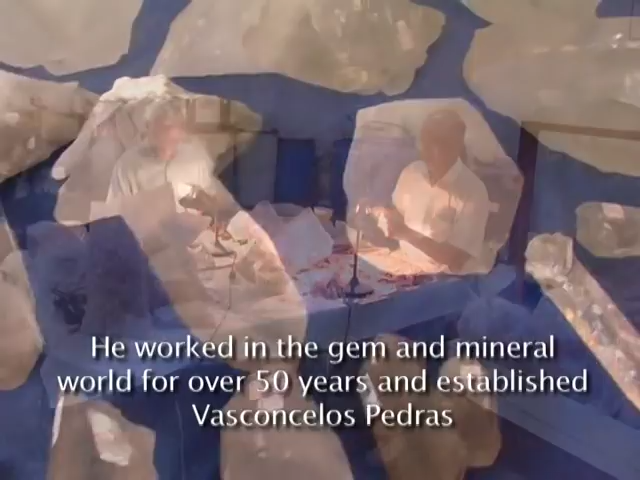 He worked in the gem and mineral
world for over 50 years and established
Vasconcelos Pedras